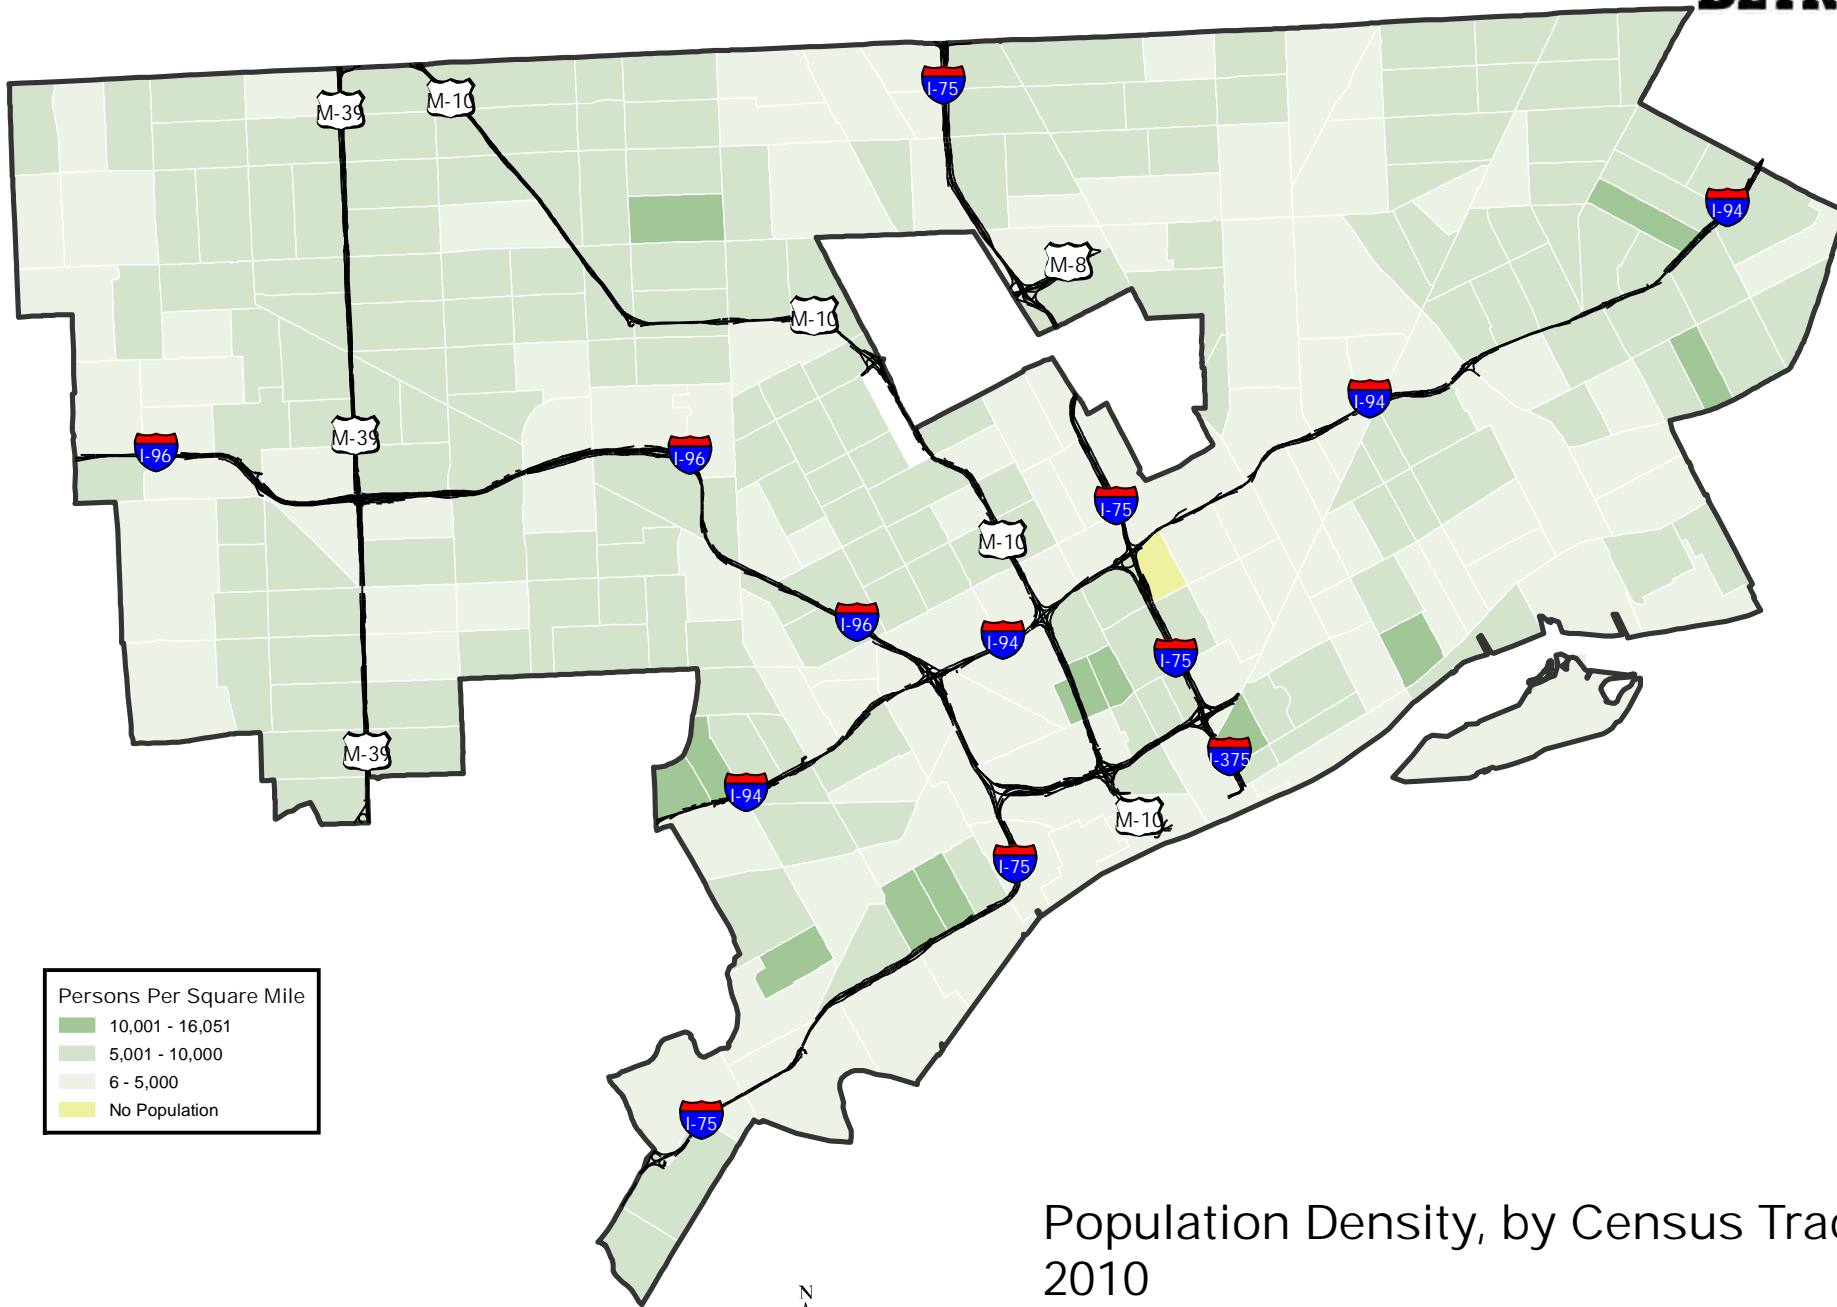 M-39
M-10
I-75
I-94
M-8
M-10
I-94
M-39
I-96
I-96
I-75
M-10
I-96
I-94
I-75
M-39
I-94
I-375
M-10
I-75
Persons Per Square Mile
10,001 - 16,051
5,001 - 10,000
6 - 5,000
No Population
I-75
Population Density, by Census Trac
2010
N